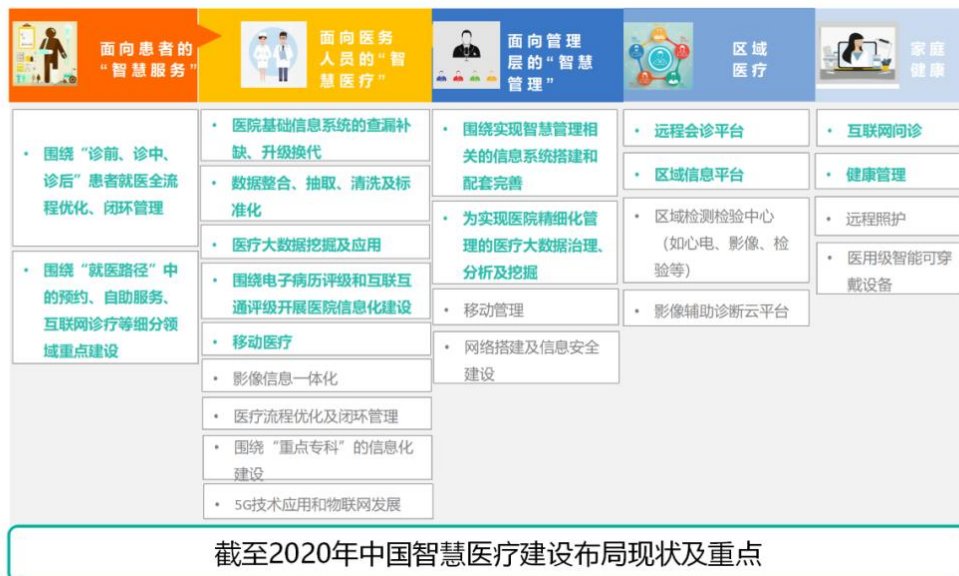 面向患者的
“智慧服务”
面向医务
人员的“智
慧医疗”
面向管理
层的“智慧
管理”
区域
医疗
家庭
健康
• 围绕“诊前、诊中、
诊后”患者就医全流
程优化、闭环管理
• 围绕“就医路径”中
的预约、自助服务、
互联网诊疗等细分领
域重点建设
• 医院基础信息系统的查漏补
缺、升级换代
• 数据整合、抽取、清洗及标
准化
• 医疗大数据挖掘及应用
• 围绕电子病历评级和互联互
通评级开展医院信息化建设
• 移动医疗
• 影像信息一体化
• 医疗流程优化及闭环管理
• 围绕“重点专科”的信息化
建设
• 5G技术应用和物联网发展
• 围绕实现智慧管理相
关的信息系统搭建和
配套完善
• 为实现医院精细化管
理的医疗大数据治理、
分析及挖掘
• 移动管理
• 网络搭建及信息安全
建设
• 远程会诊平台
• 区域信息平台
• 区域检测检验中心
（如心电、影像、检
验等）
• 影像辅助诊断云平台
• 互联网问诊
• 健康管理
• 远程照护
• 医用级智能可穿
戴设备
截至2020年中国智慧医疗建设布局现状及重点